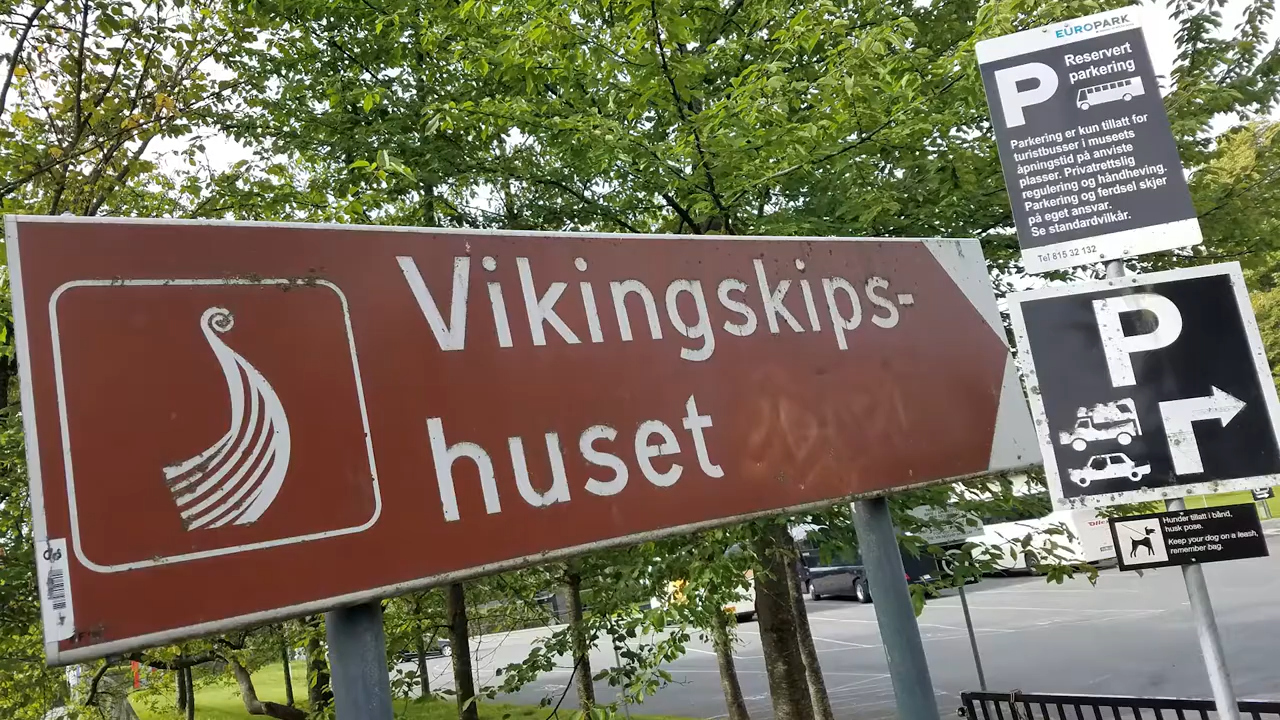 Vikingskips-
huset
EUROPARK
P
Reservert
parkering
Parkering er kun tillatt for
turistbusser i museets
åpningstid på anviste
plasser. Privatrettslig
regulering og håndheving.
Parkering og ferdsel skjer
på eget ansvar.
Se standardvilkår.
Tel 815 32 132
P
Hunder tillatt i bånd,
husk pose.
Keep your dog on a leash,
remember bag.